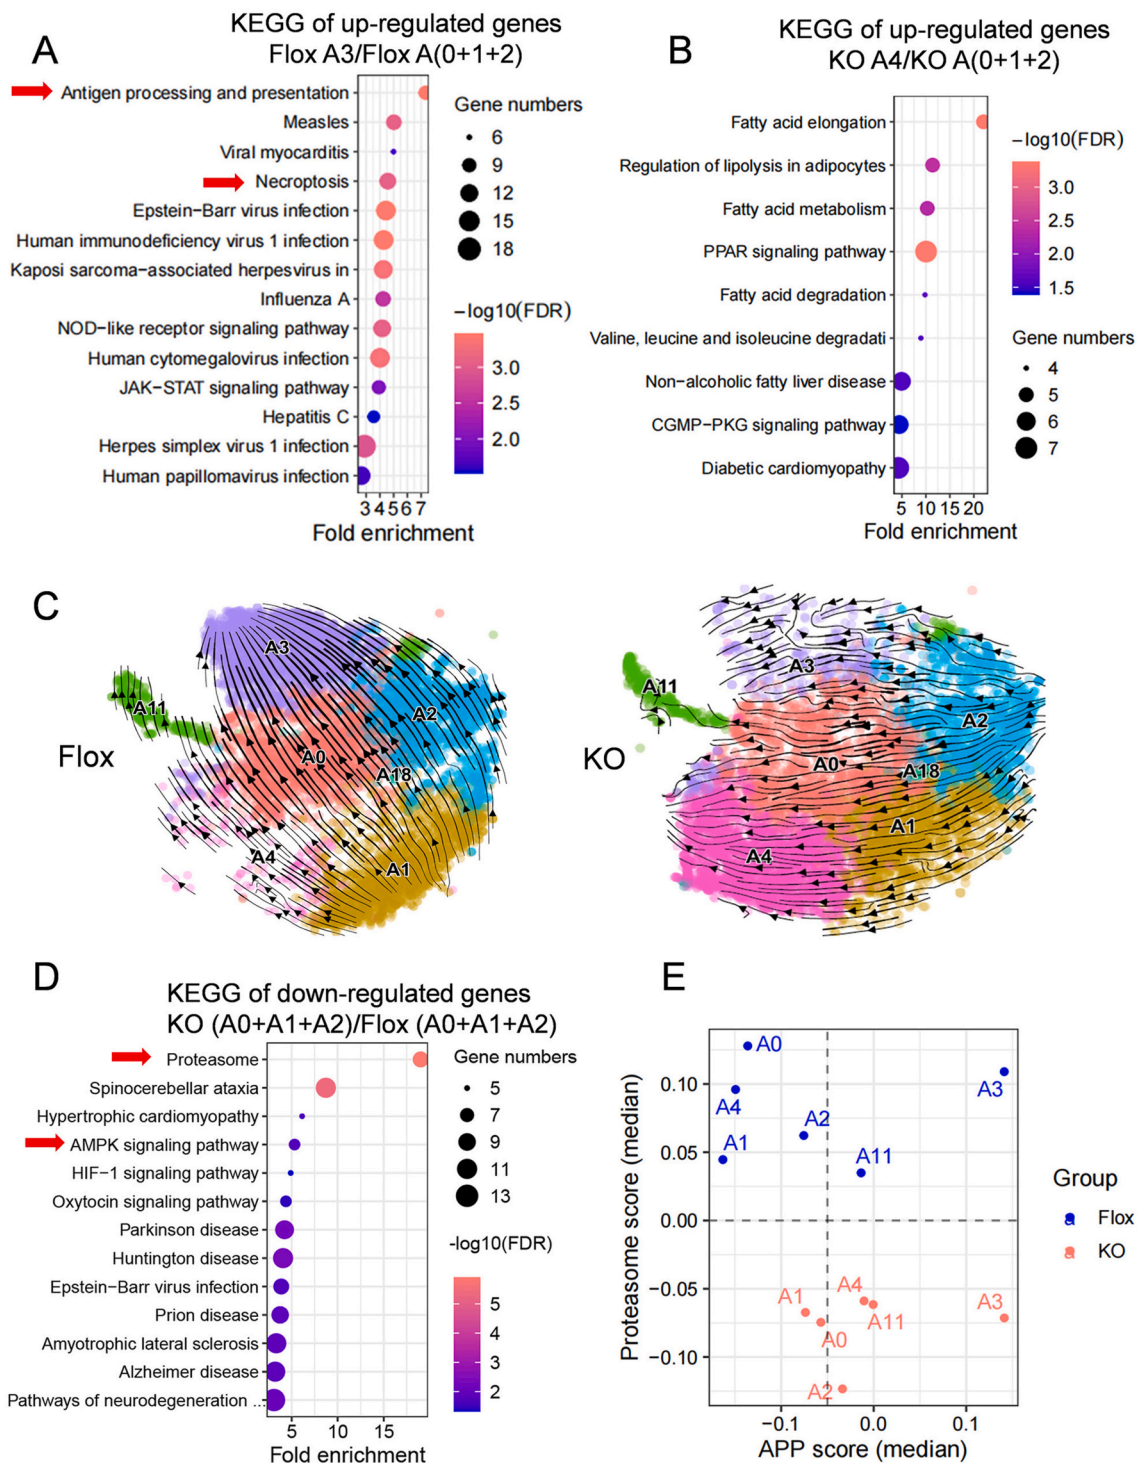 A
KEGG of up-regulated genes
Flox A3/Flox A(0+1+2)
Antigen processing and presentation
Measles
Viral myocarditis
Necroptosis
Epstein−Barr virus infection
Human immunodeficiency virus 1 infection
Kaposi sarcoma−associated herpesvirus in
Influenza A
NOD−like receptor signaling pathway
Human cytomegalovirus infection
JAK−STAT signaling pathway
Hepatitis C
Herpes simplex virus 1 infection
Human papillomavirus infection
3 4 5 6 7
Fold enrichment
Gene numbers
6
9
12
15
18
−log10(FDR)
3.0
2.5
2.0
B
KEGG of up-regulated genes
KO A4/KO A(0+1+2)
Fatty acid elongation
Regulation of lipolysis in adipocytes
Fatty acid metabolism
PPAR signaling pathway
Fatty acid degradation
Valine, leucine and isoleucine degradati
Non−alcoholic fatty liver disease
CGMP−PKG signaling pathway
Diabetic cardiomyopathy
5 10 15 20
Fold enrichment
−log10(FDR)
3.0
2.5
2.0
1.5
Gene numbers
4
5
6
7
C
Flox
A3
A11
A2
A0
A18
A4
A1
KO
A3
A11
A2
A0
A18
A1
A4
D
KEGG of down-regulated genes
KO (A0+A1+A2)/Flox (A0+A1+A2)
Proteasome
Spinocerebellar ataxia
Hypertrophic cardiomyopathy
AMPK signaling pathway
HIF−1 signaling pathway
Oxytocin signaling pathway
Parkinson disease
Huntington disease
Epstein−Barr virus infection
Prion disease
Amyotrophic lateral sclerosis
Alzheimer disease
Pathways of neurodegeneration ...
5 10 15
Fold enrichment
Gene numbers
5
7
9
11
13
-log10(FDR)
5
4
3
2
E
Proteasome score (median)
0.10
0.05
0.00
−0.05
−0.10
A0
A4
A3
A2
A1
A11
A4
A1
A3
A11
A0
A2
−0.1 0.0 0.1
APP score (median)
Group
a Flox
a KO